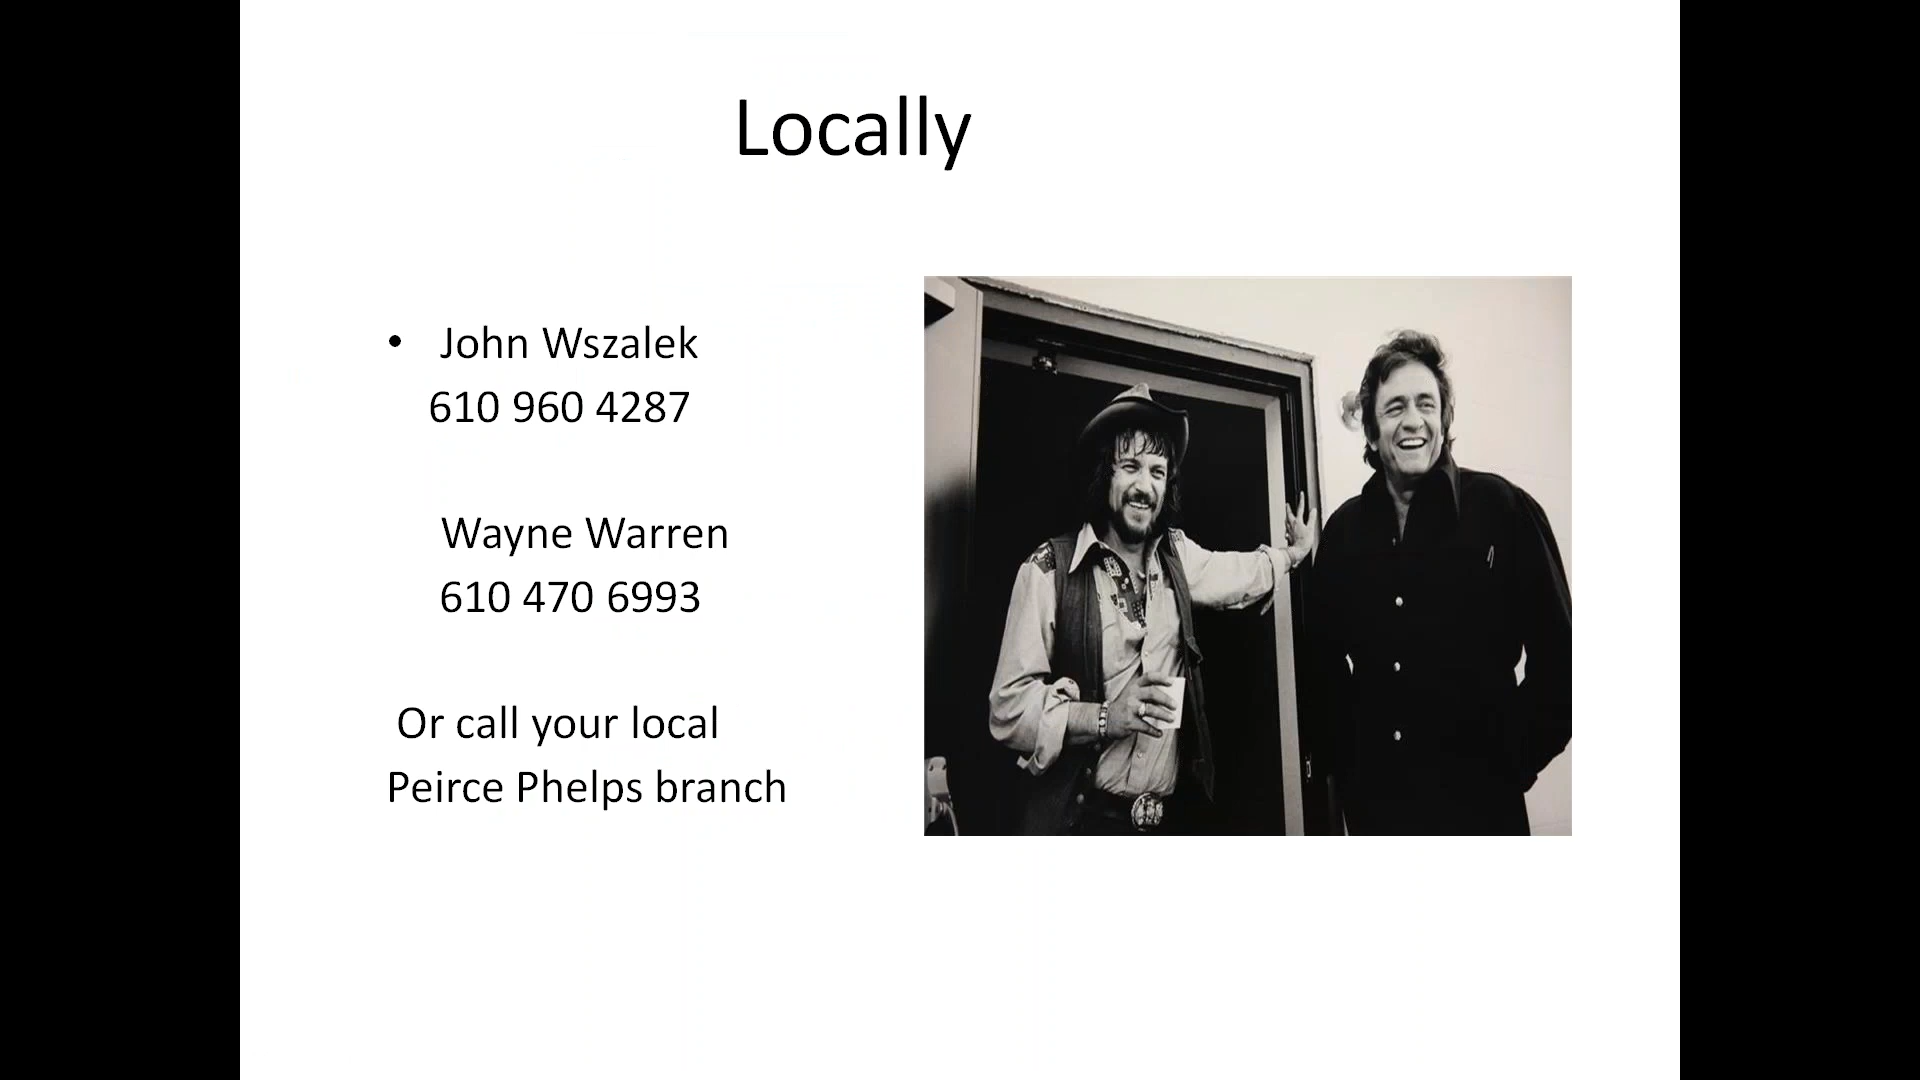 Locally
• John Wszalek
610 960 4287
Wayne Warren
610 470 6993
Or call your local
Peirce Phelps branch